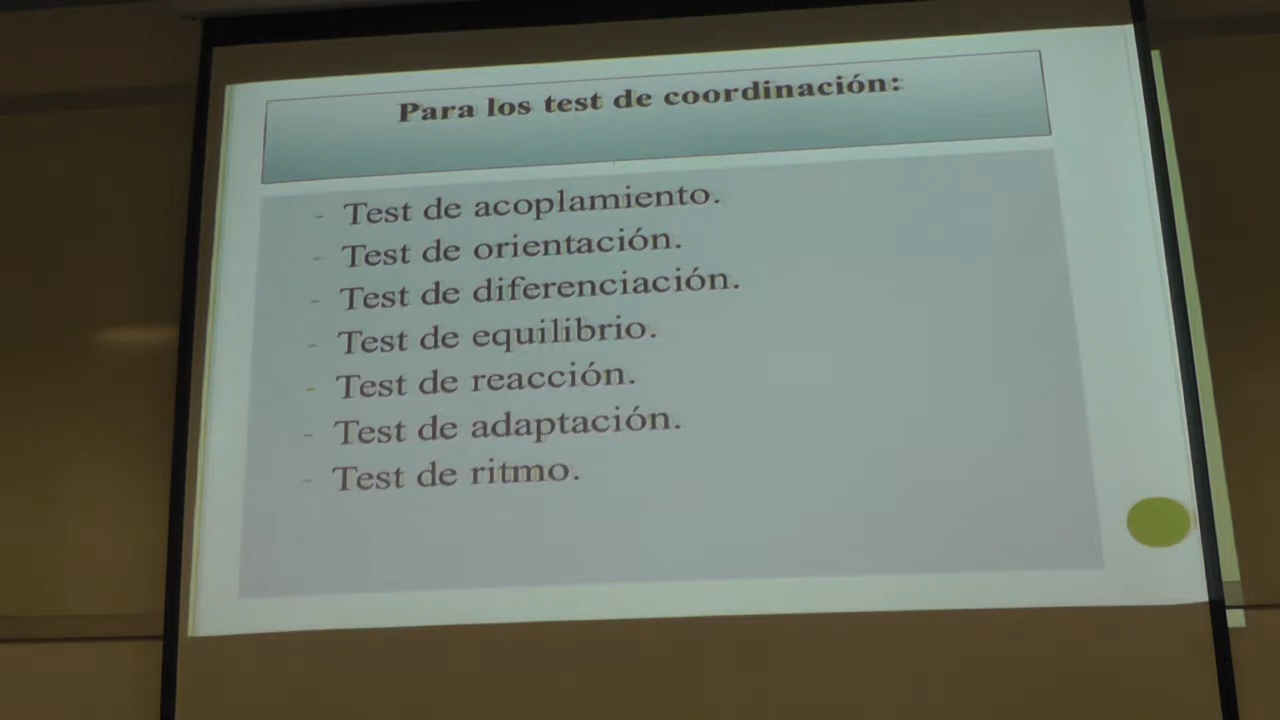 Para los test de coordinación:
- Test de acoplamiento.
- Test de orientación.
- Test de diferenciación.
- Test de equilibrio.
- Test de reacción.
- Test de adaptación.
- Test de ritmo.